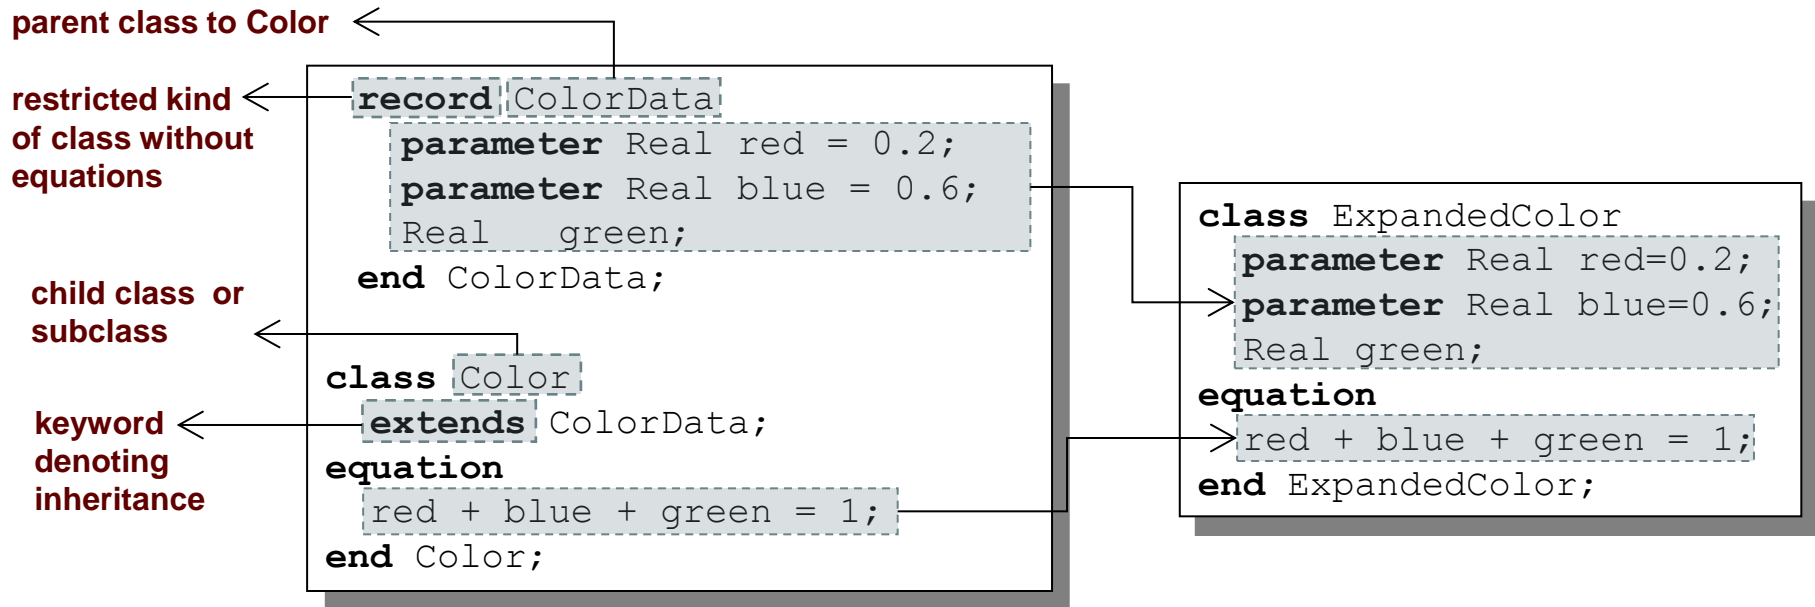 parent class to Color
restricted kind
of class without
equations
record ColorData
parameter Real red = 0.2;
parameter Real blue = 0.6;
Real green;
end ColorData;
child class or
subclass
class Color
extends ColorData;
equation
red + blue + green = 1;
end Color;
keyword
denoting
inheritance
class ExpandedColor
parameter Real red=0.2;
parameter Real blue=0.6;
Real green;
equation
red + blue + green = 1;
end ExpandedColor;